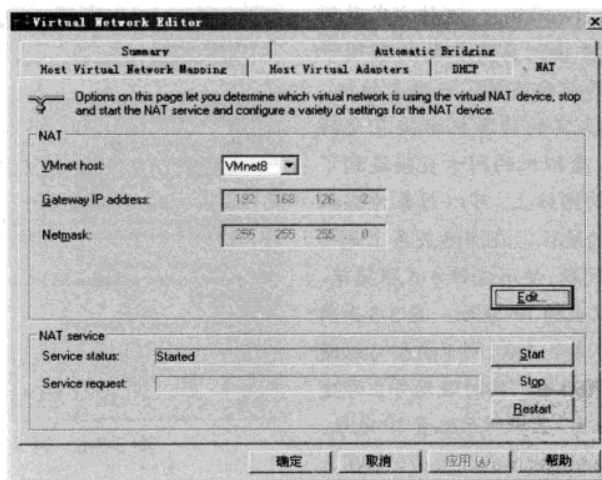 Virtual Network Editor
Summary
Automatic Bridging
Host Virtual Network Mapping
Host Virtual Adapters
DHCP
NAT
Options on this page let you determine which virtual network is using the virtual NAT device, stop
and start the NAT service and configure a variety of settings for the NAT device.
NAT
VMnet host:
VMnet8
Gateway IP address:
192 168 126 2
Netmask:
255 255 255 0
Edit...
NAT service
Service status:
Started
Start
Service request:
Stop
Restart
确定
取消
应用(A)
帮助